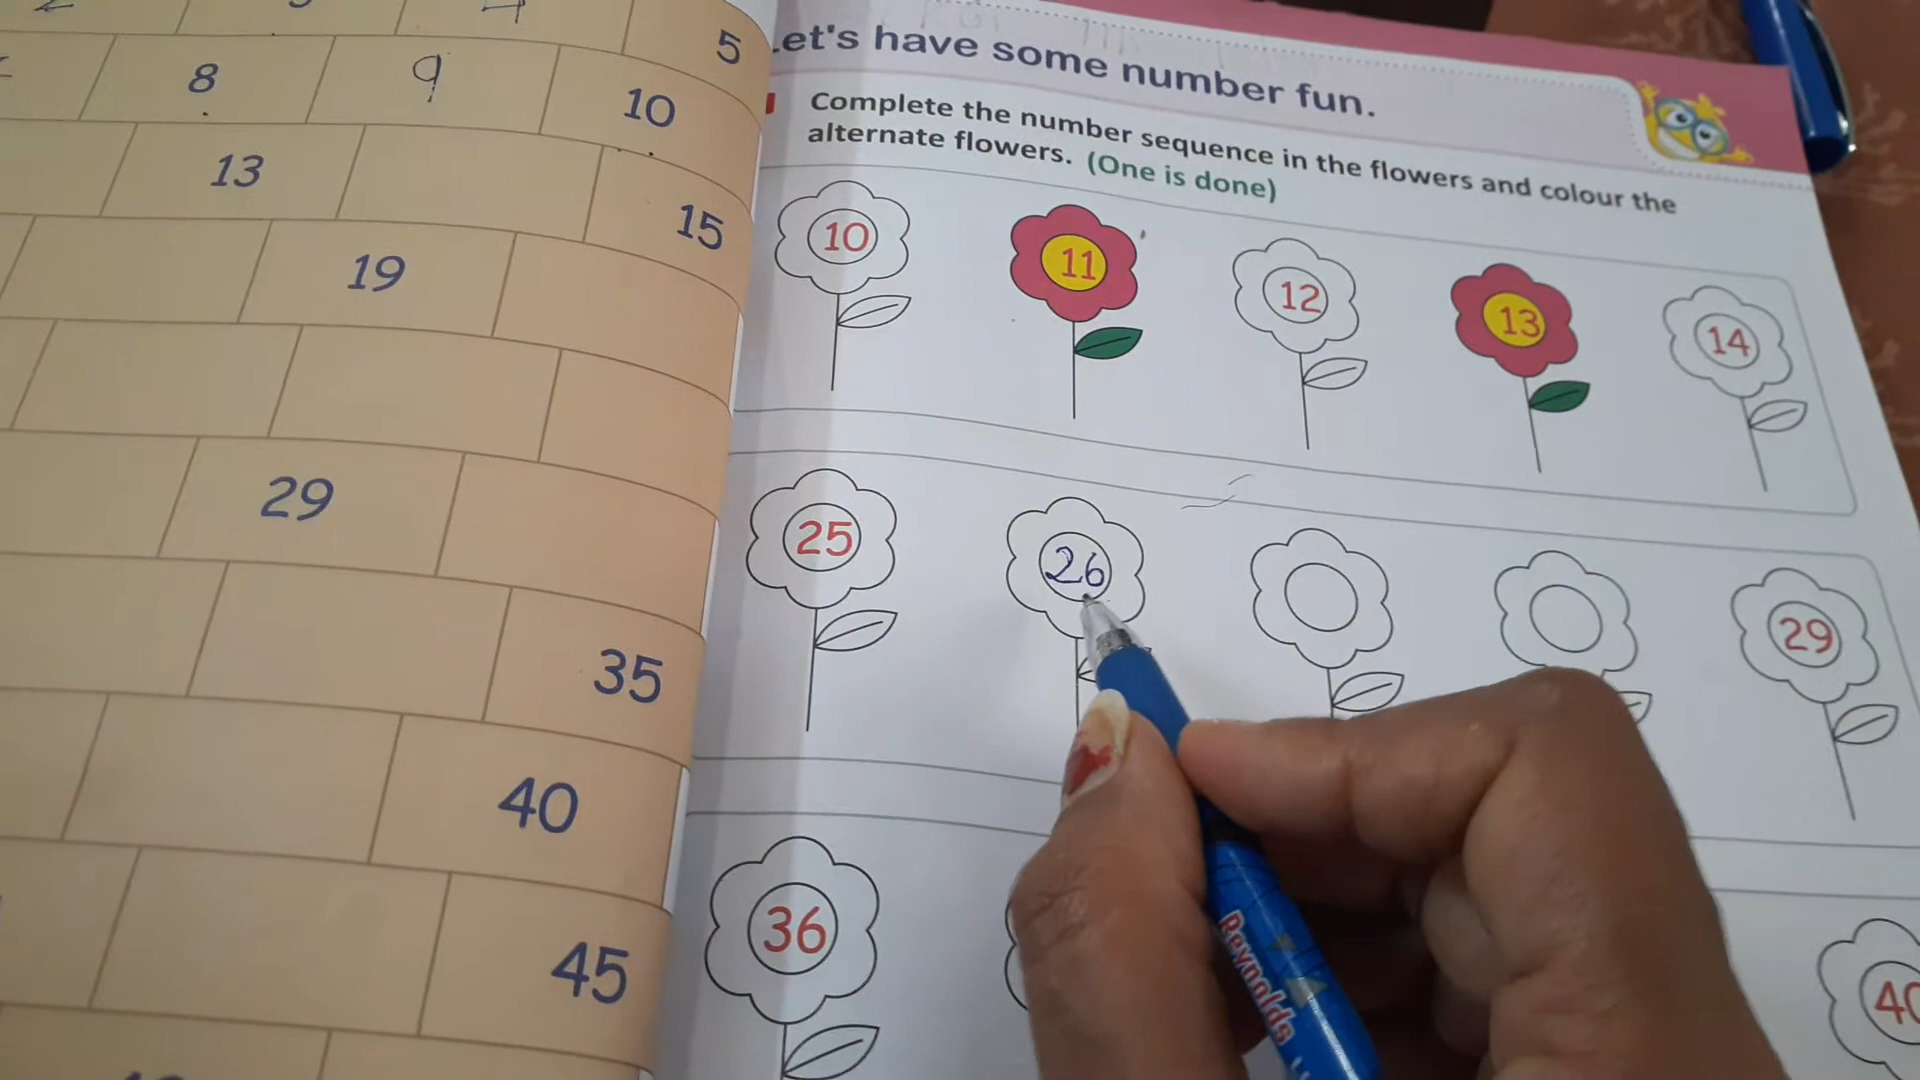 5
8 9 10
13 15
19
29
35
40
45
et's have some number fun.
Complete the number sequence in the flowers and colour the
alternate flowers. (One is done)
10 11 12 13 14
25 26 29
36 40
Reynolds